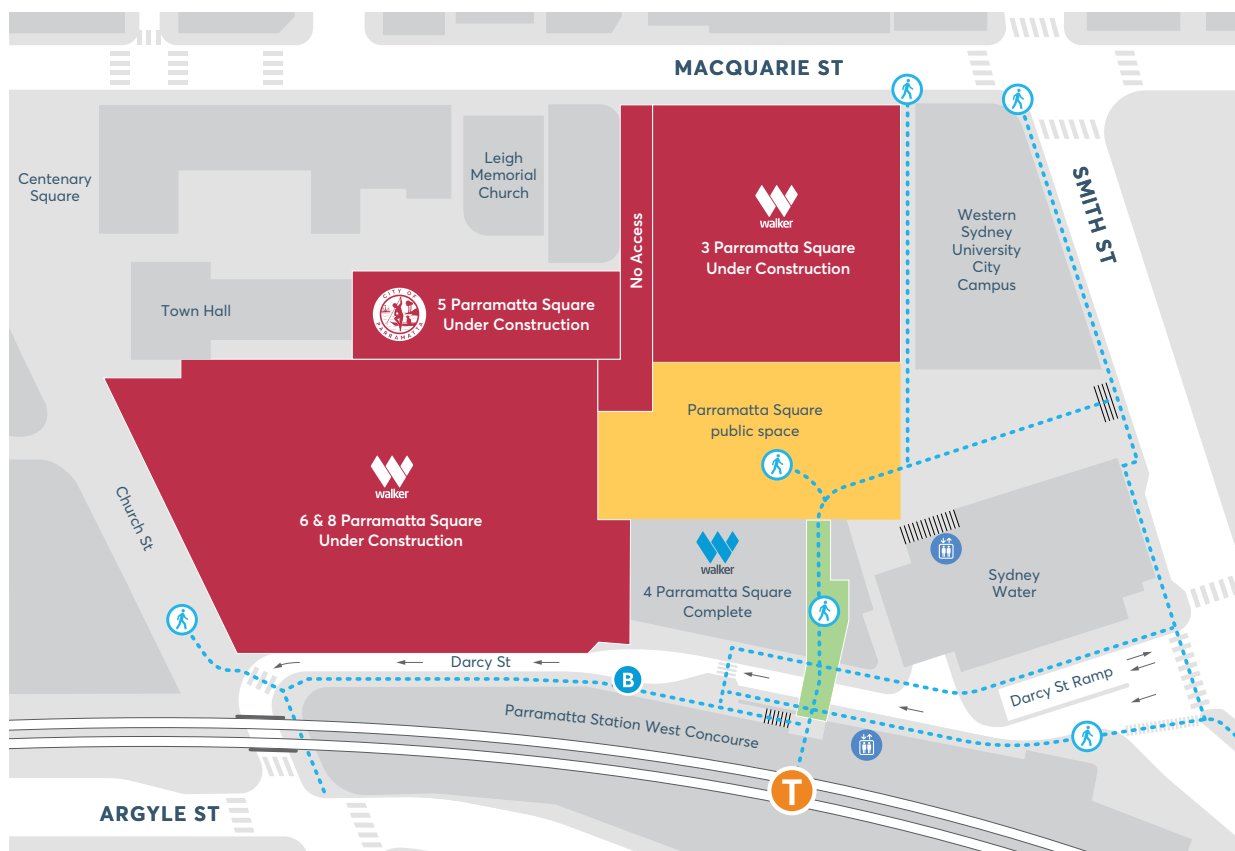 MACQUARIE ST
Centenary
Square
Leigh
Memorial
Church
No Access
walker
3 Parramatta Square
Under Construction
Western
Sydney
University
City
Campus
SMITH ST
Town Hall
CITY OF
PARRAMATTA
5 Parramatta Square
Under Construction
Parramatta Square
public space
walker
6 & 8 Parramatta Square
Under Construction
Church St
walker
4 Parramatta Square
Complete
Sydney
Water
Darcy St
B
Darcy St Ramp
Parramatta Station West Concourse
T
ARGYLE ST